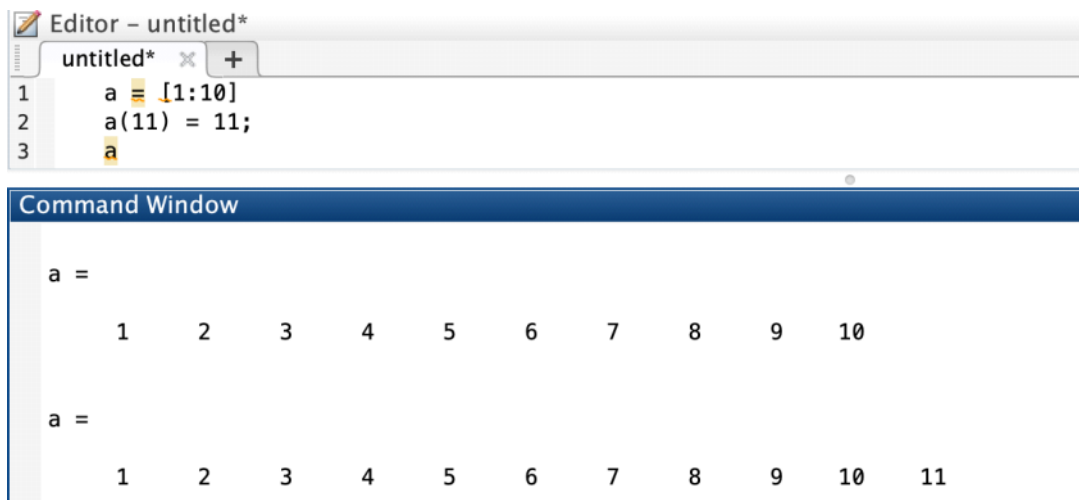 Editor – untitled*
untitled* × +
1 a = [1:10]
2 a(11) = 11;
3 a
Command Window
a =
1 2 3 4 5 6 7 8 9 10
a =
1 2 3 4 5 6 7 8 9 10 11